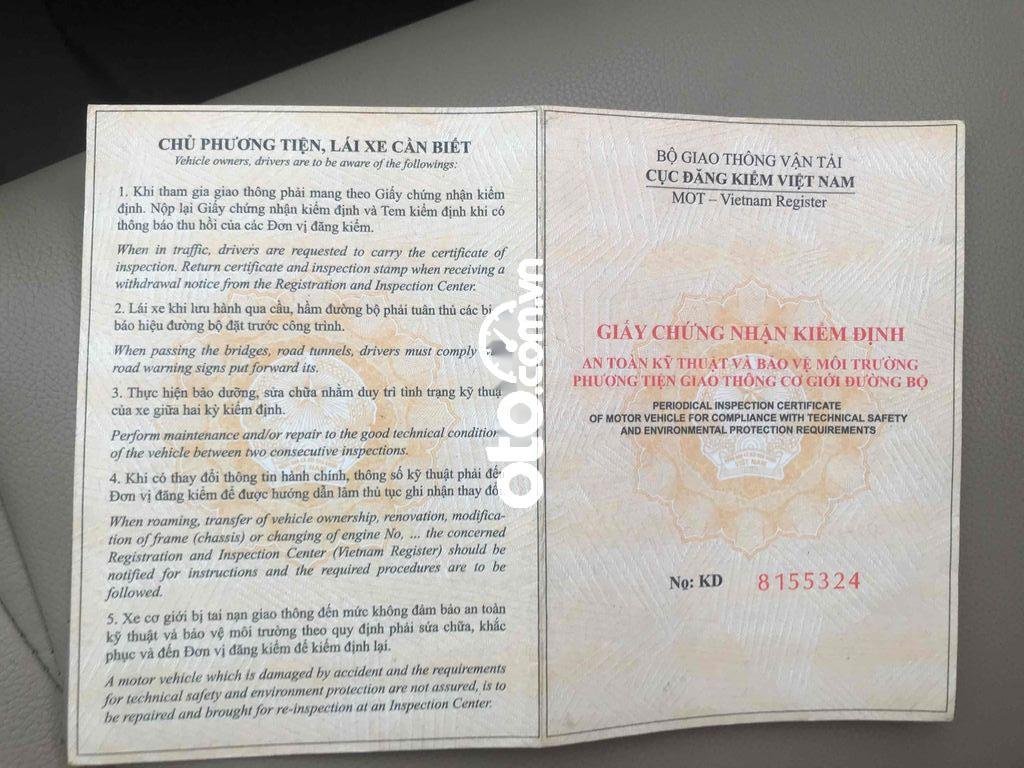 CHỦ PHƯƠNG TIỆN, LÁI XE CẦN BIẾT
Vehicle owners, drivers are to be aware of the followings:
1. Khi tham gia giao thông phải mang theo Giấy chứng nhận kiểm
định. Nộp lại Giấy chứng nhận kiểm định và Tem kiểm định khi có
thông báo thu hồi của các Đơn vị đăng kiểm.
When in traffic, drivers are requested to carry the certificate of
inspection. Return certificate and inspection stamp when receiving a
withdrawal notice from the Registration and Inspection Center.
2. Lái xe khi lưu hành qua cầu, hầm đường bộ phải tuân thủ các
báo hiệu đường bộ đặt trước công trình.
When passing the bridges, road tunnels, drivers must comply
road warning signs put forward its.
3. Thực hiện bảo dưỡng, sửa chữa nhằm duy trì tình trạng kỹ thuậ
của xe giữa hai kỳ kiểm định.
Perform maintenance and/or repair to the good technical condition
of the vehicle between two consecutive inspections.
4. Khi có thay đổi thông tin hành chính, thông số kỹ thuật phải đế
Đơn vị đăng kiểm để được hướng dẫn làm thủ tục ghi nhận thay đổi
When roaming, transfer of vehicle ownership, renovation, modifica-
tion of frame (chassis) or changing of engine No, ... the concerned
Registration and Inspection Center (Vietnam Register) should be
notified for instructions and the required procedures are to be
followed.
5. Xe cơ giới bị tai nạn giao thông đến mức không đảm bảo an toàn
kỹ thuật và bảo vệ môi trường theo quy định phải sửa chữa, khắc
phục và đến Đơn vị đăng kiểm để kiểm định lại.
A motor vehicle which is damaged by accident and the requirements
for technical safety and environment protection are not assured, is to
be repaired and brought for re-inspection at an Inspection Center.
oto.com.vn
BỘ GIAO THÔNG VẬN TẢI
CỤC ĐĂNG KIỂM VIỆT NAM
MOT – Vietnam Register
GIẤY CHỨNG NHẬN KIỂM ĐỊNH
AN TOÀN KỸ THUẬT VÀ BẢO VỆ MÔI TRƯỜNG
PHƯƠNG TIỆN GIAO THÔNG CƠ GIỚI ĐƯỜNG BỘ
PERIODICAL INSPECTION CERTIFICATE
OF MOTOR VEHICLE FOR COMPLIANCE WITH TECHNICAL SAFETY
AND ENVIRONMENTAL PROTECTION REQUIREMENTS
VIỆT NAM
No: KD 8155324